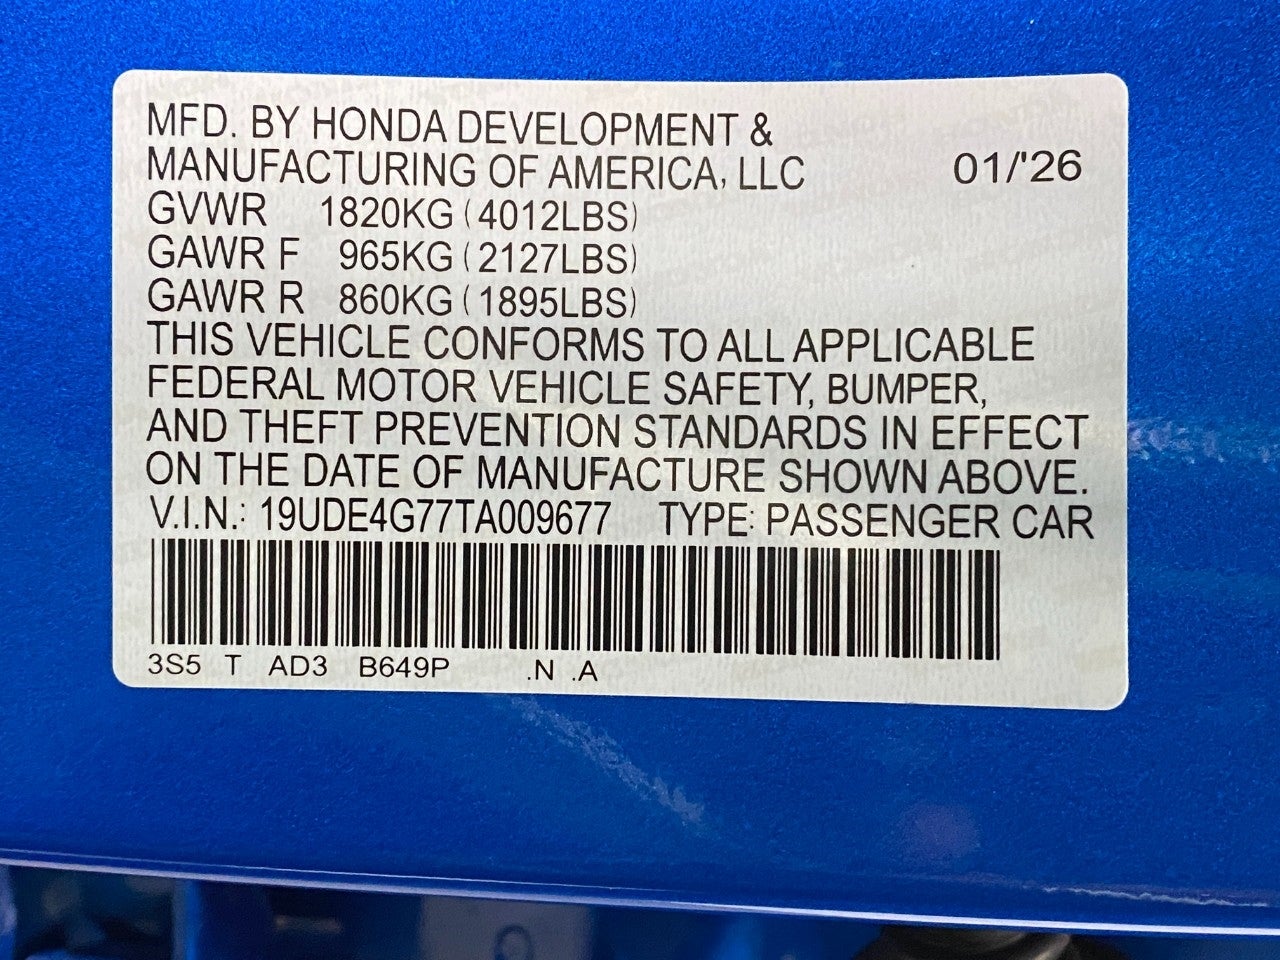 MFD. BY HONDA DEVELOPMENT &
MANUFACTURING OF AMERICA, LLC 01/'26
GVWR 1820KG (4012LBS)
GAWR F 965KG (2127LBS)
GAWR R 860KG (1895LBS)
THIS VEHICLE CONFORMS TO ALL APPLICABLE
FEDERAL MOTOR VEHICLE SAFETY, BUMPER,
AND THEFT PREVENTION STANDARDS IN EFFECT
ON THE DATE OF MANUFACTURE SHOWN ABOVE.
V.I.N.: 19UDE4G77TA009677 TYPE: PASSENGER CAR
3S5 T AD3 B649P .N .A